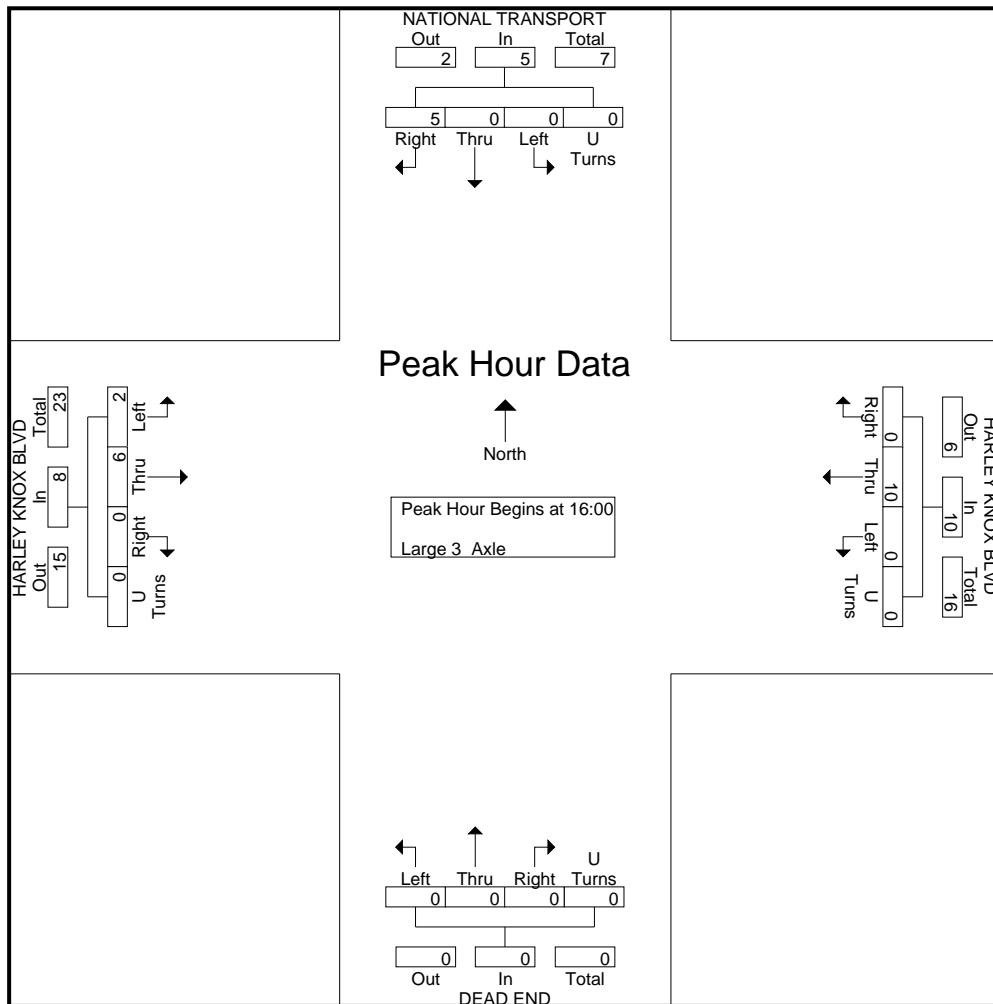 NATIONAL TRANSPORT
Out In Total
2 5 7
5 0 0 0
Right Thru Left U Turns
Peak Hour Data
North
Peak Hour Begins at 16:00
Large 3 Axle
HARLEY KNOX BLVD
Total In Out
23 8 15
2 6 0 0
Left Thru Right U Turns
HARLEY KNOX BLVD
Out In Total
6 10 16
0 10 0 0
Right Thru Left U Turns
Left Thru Right U Turns
0 0 0 0
0 0 0
Out In Total
DEAD END